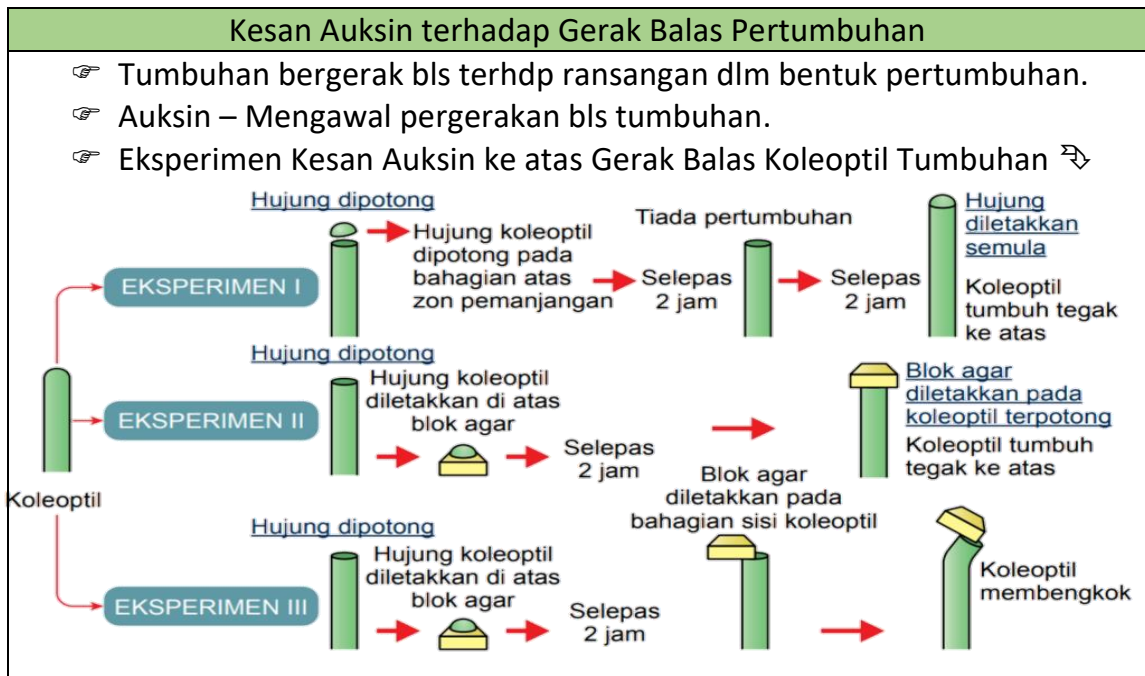 Kesan Auksin terhadap Gerak Balas Pertumbuhan
☞ Tumbuhan bergerak bls terhdp ransangan dlm bentuk pertumbuhan.
☞ Auksin – Mengawal pergerakan bls tumbuhan.
☞ Eksperimen Kesan Auksin ke atas Gerak Balas Koleoptil Tumbuhan
Koleoptil
EKSPERIMEN I
Hujung dipotong
Hujung koleoptil
dipotong pada
bahagian atas
zon pemanjangan
Selepas
2 jam
Tiada pertumbuhan
Selepas
2 jam
Hujung
diletakkan
semula
Koleoptil
tumbuh tegak
ke atas
EKSPERIMEN II
Hujung dipotong
Hujung koleoptil
diletakkan di atas
blok agar
Selepas
2 jam
Blok agar
diletakkan pada
koleoptil terpotong
Koleoptil tumbuh
tegak ke atas
EKSPERIMEN III
Hujung dipotong
Hujung koleoptil
diletakkan di atas
blok agar
Selepas
2 jam
Blok agar
diletakkan pada
bahagian sisi koleoptil
Koleoptil
membengkok